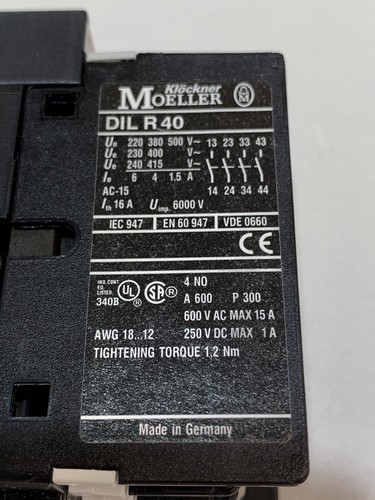 Klöckner
MOELLER
DIL R 40
Ue 220 380 500 V~ 13 23 33 43
Ue 230 400 V~
Ue 240 415 V~
Ie 6 4 1.5 A
AC-15 14 24 34 44
Ith 16 A Uimp. 6000 V
IEC 947 EN 60 947 VDE 0660
CE
IND. CONT.
EQ.
LISTED
340B
UL SA ®
4 NO
A 600 P 300
600 V AC MAX 15 A
AWG 18...12 250 V DC MAX 1 A
TIGHTENING TORQUE 1,2 Nm
Made in Germany